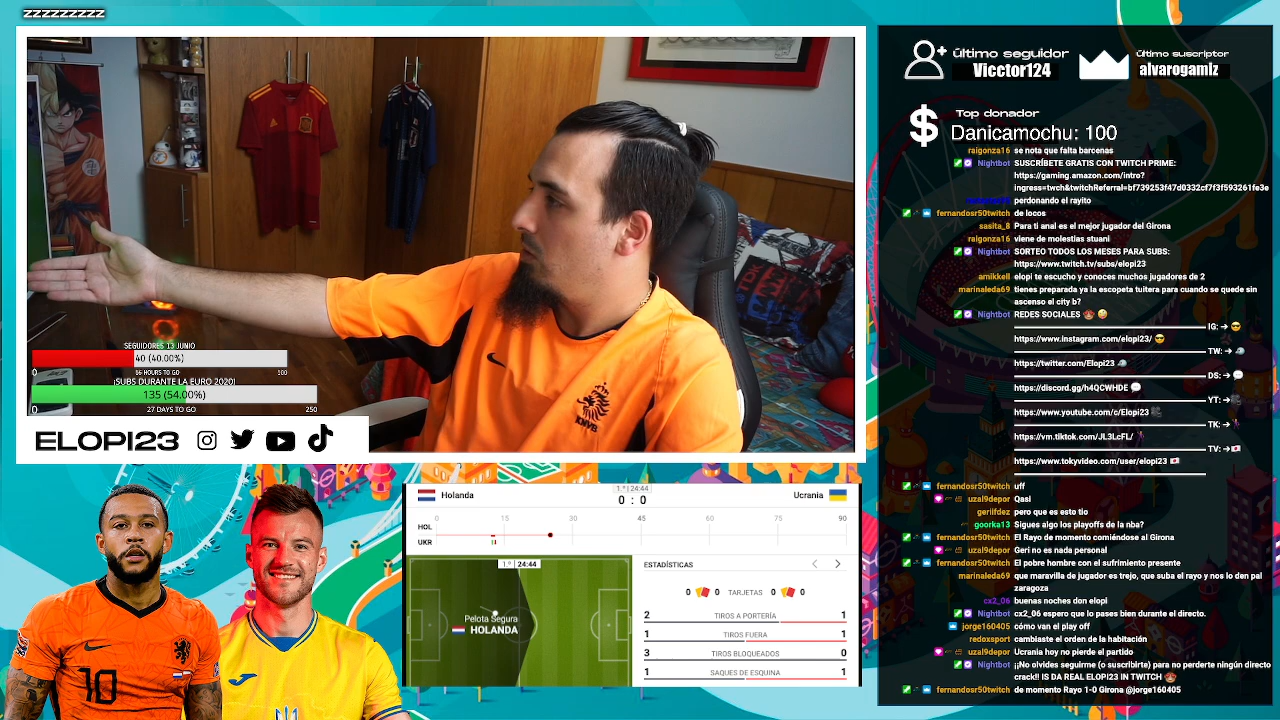 zzzzzzzzz
último seguidor
Vicctor124
Último suscriptor
alvarogamlz
Top donador
Danicamochu: 100
raigonza16 se nota que falta barcenas
Nightbot SUSCRÍBETE GRATIS CON TWITCH PRIME:
https://gaming.amazon.com/intro?
ingress=twch&twitchReferral=bf739253f47d0332cf7f3f593261fe3e
perdonando el rayito
fernandosr50twitch de locos
sasita_8 Para ti anal es el mejor jugador del Girona
raigonza16 viene de molestias stuani
Nightbot SORTEO TODOS LOS MESES PARA SUBS:
https://www.twitch.tv/subs/elopi23
amikkell elopi te escucho y conoces muchos jugadores de 2
marinaleda69 tienes preparada ya la escopeta tuitera para cuando se quede sin
ascenso el city b?
Nightbot REDES SOCIALES
IG: ➔
https://www.instagram.com/elopi23/
TW: ➔
https://twitter.com/Elopi23
DS: ➔
https://discord.gg/h4QCWHDE
YT: ➔
https://www.youtube.com/c/Elopi23
TK: ➔
https://vm.tiktok.com/JL3LcFL/
TV: ➔
https://www.tokyvideo.com/user/elopi23
fernandosr50twitch uff
uzal9depor Qasi
geriifdez pero que es esto tio
goorka13 Sigues algo los playoffs de la nba?
fernandosr50twitch El Rayo de momento comiéndose al Girona
uzal9depor Geri no es nada personal
fernandosr50twitch El pobre hombre con el sufrimiento presente
marinaleda69 que maravilla de jugador es trejo, que suba el rayo y nos lo den pal
zaragoza
cx2_06 buenas noches don elopi
Nightbot cx2_06 espero que lo pases bien durante el directo.
jorge160405 cómo van el play off
redoxsport cambiaste el orden de la habitación
uzal9depor Ucrania hoy no pierde el partido
Nightbot ¡¡No olvides seguirme (o suscribirte) para no perderte ningún directo
crack!! IS DA REAL ELOPI23 IN TWITCH
fernandosr50twitch de momento Rayo 1-0 Girona @jorge160405
KNVB
SEGUIDORES 13 JUNIO
40 (40.00%)
0 56 HOURS TO GO 100
¡SUBS DURANTE LA EURO 2020!
135 (54.00%)
0 27 DAYS TO GO 250
ELOPI23
10
Holanda
1.º | 24:44
0 : 0
Ucrania
0 15 30 45 60 75 90
HOL
UKR
1.º 24:44
Pelota Segura
HOLANDA
ESTADÍSTICAS
0 0 TARJETAS 0 0
2 TIROS A PORTERÍA 1
1 TIROS FUERA 1
3 TIROS BLOQUEADOS 0
1 SAQUES DE ESQUINA 1